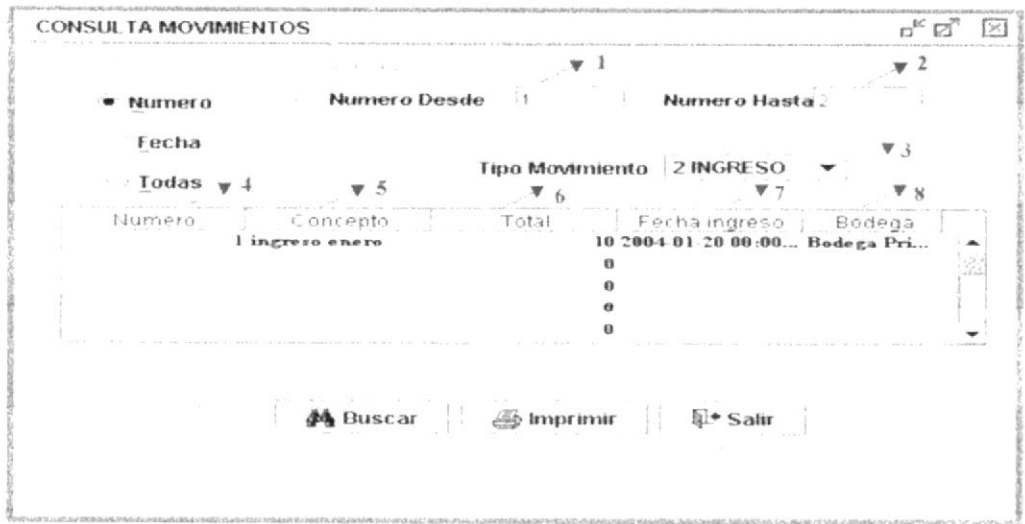 CONSULTA MOVIMIENTOS
1 2
Numero Numero Desde 1 Numero Hasta 2
Fecha
3
Tipo Movimiento 2 INGRESO
Todas 4 5 6 7 8
Numero Concepto Total Fecha ingreso Bodega
1 ingreso enero 10 2004-01-20 00:00... Bodega Pri...
0
0
0
0
Buscar Imprimir Salir